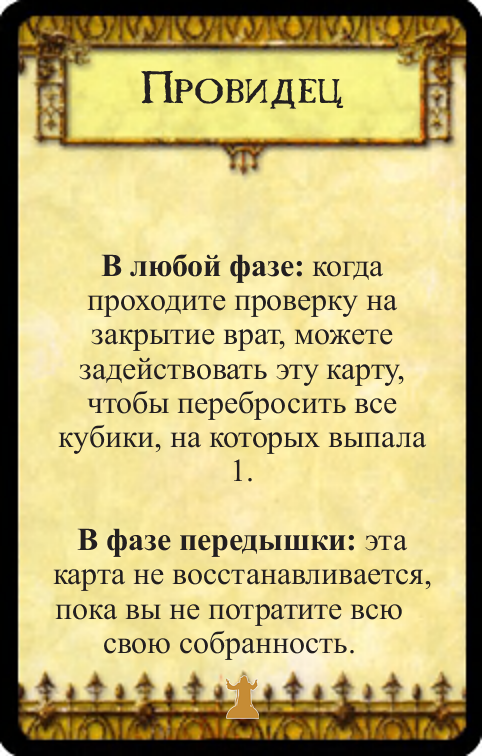 Провидец
В любой фазе: когда
проходите проверку на
закрытие врат, можете
задействовать эту карту,
чтобы перебросить все
кубики, на которых выпала
1.
В фазе передышки: эта
карта не восстанавливается,
пока вы не потратите всю
свою собранность.